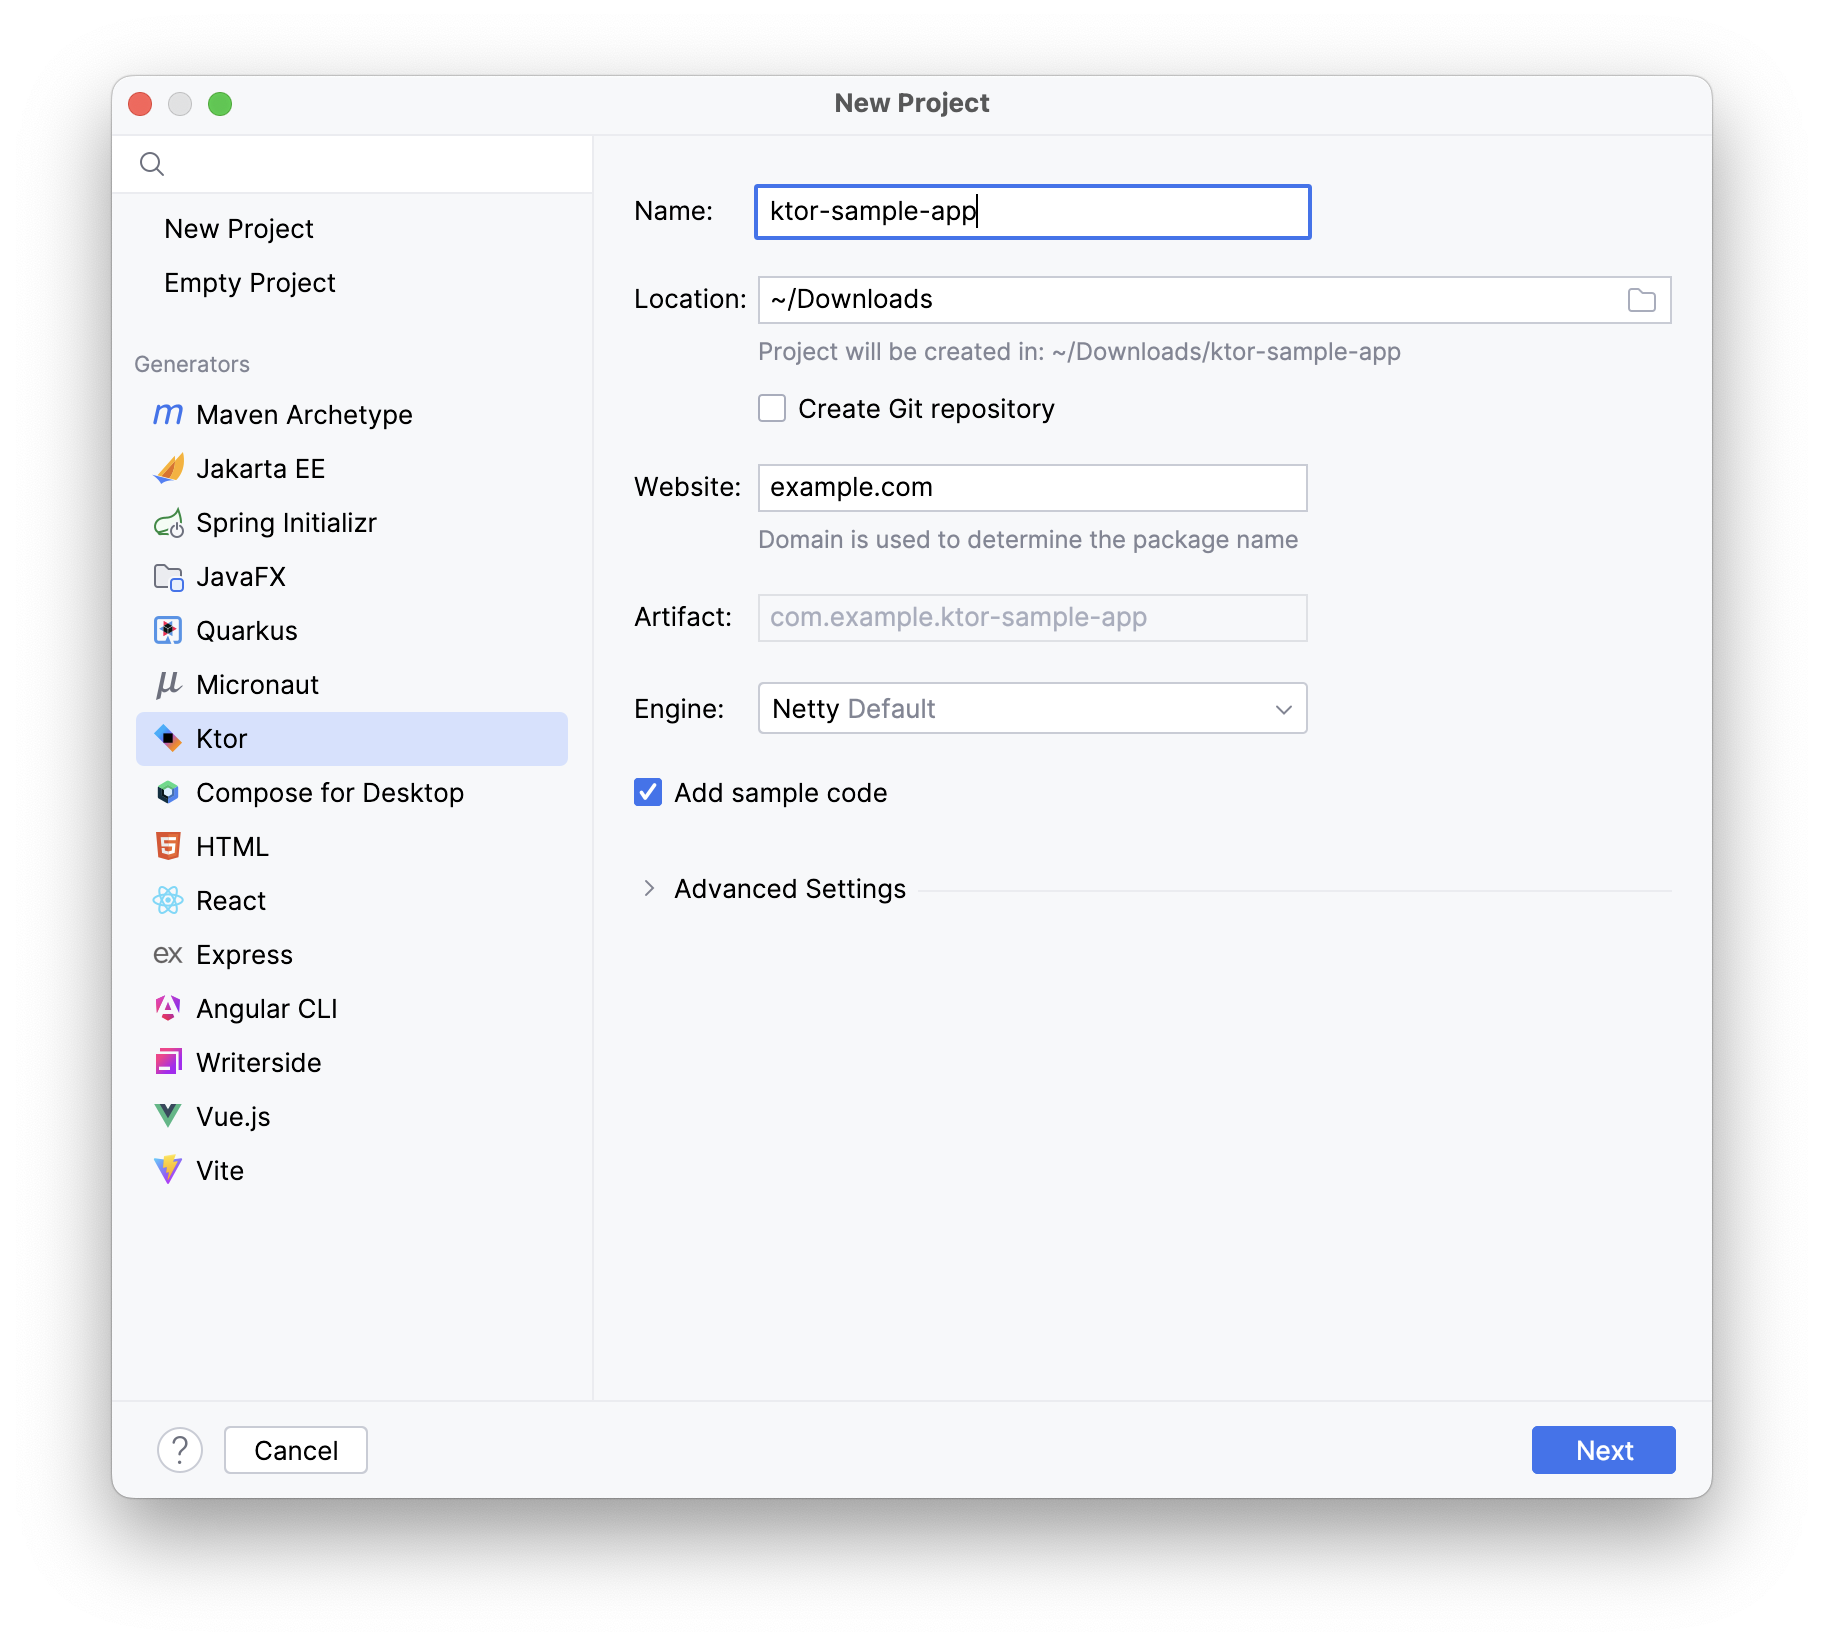 New Project
New Project
Empty Project
Generators
m Maven Archetype
Jakarta EE
Spring Initializr
JavaFX
Quarkus
μ Micronaut
Ktor
Compose for Desktop
5 HTML
React
ex Express
Angular CLI
Writerside
Vue.js
Vite
Name: ktor-sample-app
Location: ~/Downloads
Project will be created in: ~/Downloads/ktor-sample-app
Create Git repository
Website: example.com
Domain is used to determine the package name
Artifact: com.example.ktor-sample-app
Engine: Netty Default
Add sample code
Advanced Settings
? Cancel Next